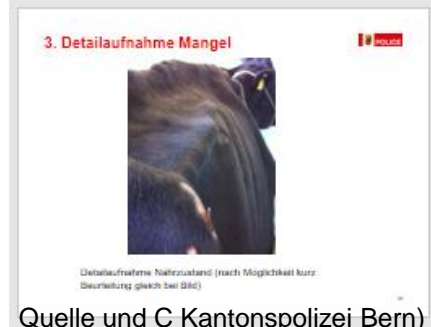 3. Detailaufnahme Mangel
POLICE
Detailaufnahme Nährzustand (nach Möglichkeit kurz
Beurteilung gleich bei Bild)
Quelle und C Kantonspolizei Bern)